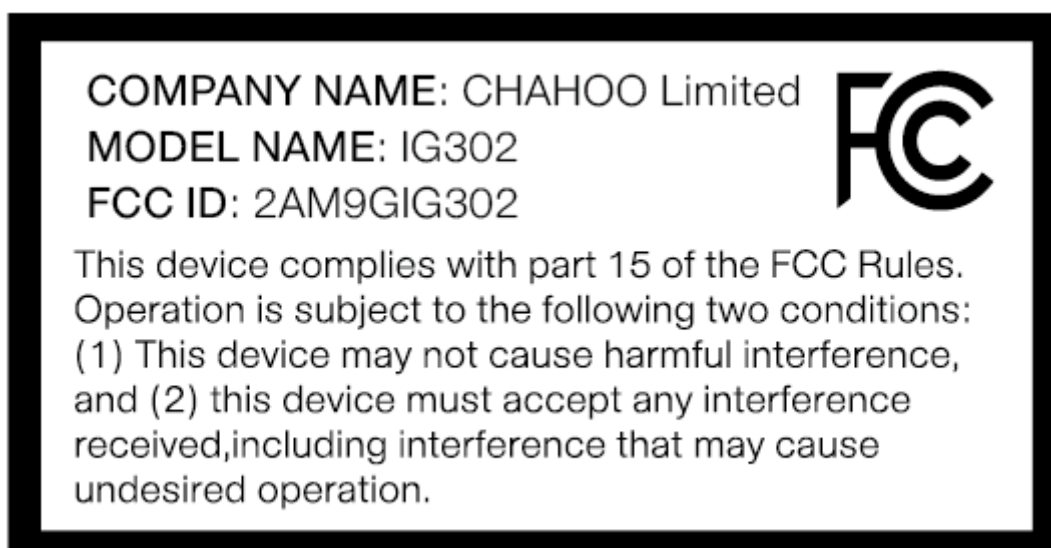 COMPANY NAME: CHAHOO Limited
MODEL NAME: IG302
FCC ID: 2AM9GIG302
FCC
This device complies with part 15 of the FCC Rules.
Operation is subject to the following two conditions:
(1) This device may not cause harmful interference,
and (2) this device must accept any interference
received,including interference that may cause
undesired operation.